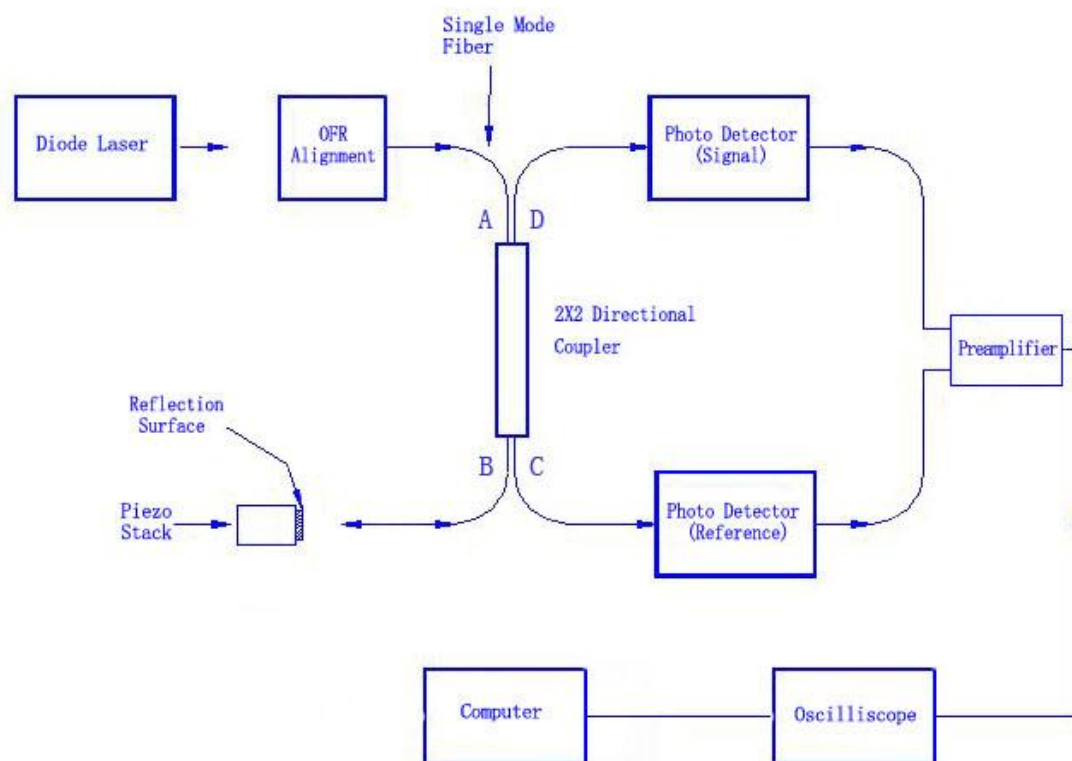 Single Mode
Fiber
Diode Laser
OFR
Alignment
Photo Detector
(Signal)
A
D
2X2 Directional
Coupler
Preamplifier
Reflection
Surface
B
C
Piezo
Stack
Photo Detector
(Reference)
Computer
Oscilliscope